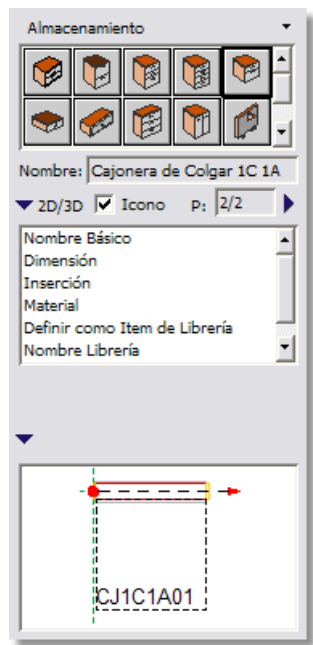 Almacenamiento
Nombre: Cajonera de Colgar 1C 1A
2D/3D Icono P: 2/2
Nombre Básico
Dimensión
Inserción
Material
Definir como Item de Librería
Nombre Librería
CJ1C1A01